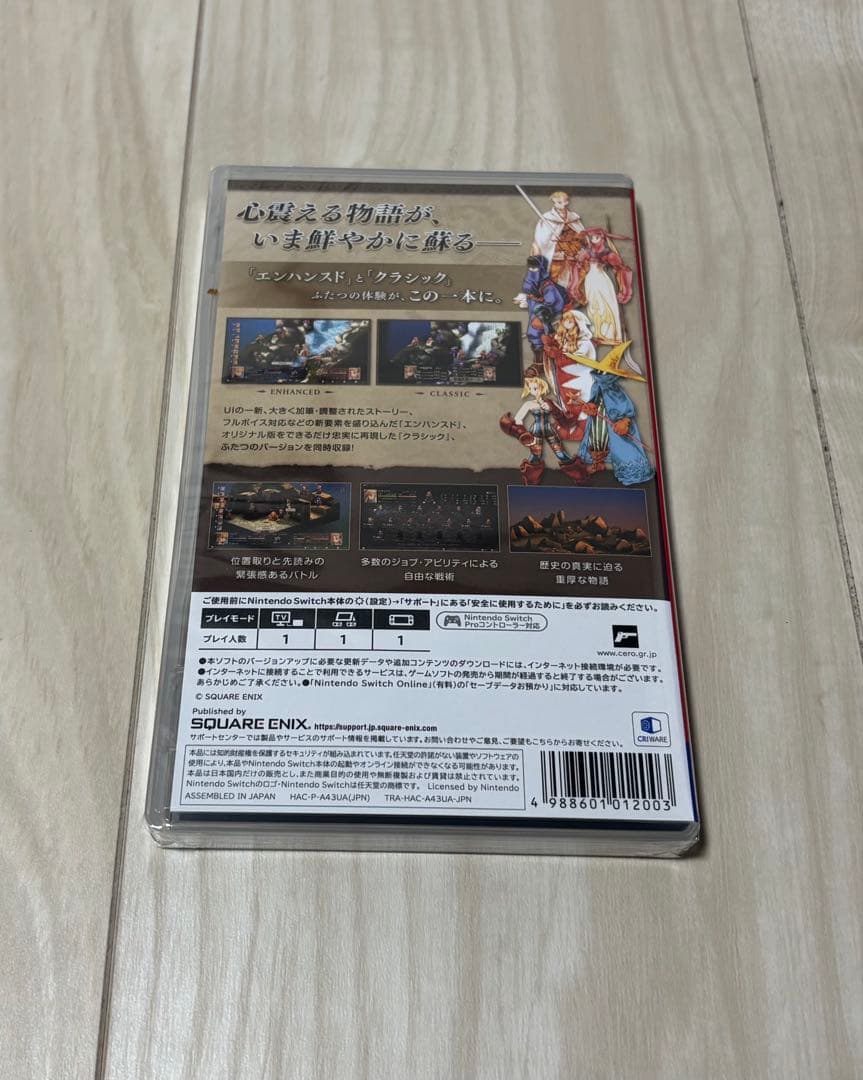 心震える物語が、
いま鮮やかに蘇る――
「エンハンスド」と「クラシック」
ふたつの体験が、この一本に。
ENHANCED
CLASSIC
UIの一新、大きく加筆・調整されたストーリー、
フルボイス対応などの新要素を盛り込んだ「エンハンスド」、
オリジナル版をできるだけ忠実に再現した「クラシック」、
ふたつのバージョンを同時収録!
位置取りと先読みの
緊張感あるバトル
多数のジョブ・アビリティによる
自由な戦術
歴史の真実に迫る
重厚な物語
ご使用前にNintendo Switch本体の(設定)→「サポート」にある「安全に使用するために」を必ずお読みください。
プレイモード TV
プレイ人数 1 1 1
Nintendo Switch
Proコントローラー対応
www.cero.gr.jp
●本ソフトのバージョンアップに必要な更新データや追加コンテンツのダウンロードには、インターネット接続環境が必要です。
●インターネットに接続することで利用できるサービスは、ゲームソフトの発売から期間が経過すると終了する場合がございます。
あらかじめご了承ください。●「Nintendo Switch Online」(有料)の「セーブデータお預かり」に対応しています。
© SQUARE ENIX
Published by
SQUARE ENIX. https://support.jp.square-enix.com
サポートセンターでは製品やサービスのサポート情報を掲載しています。お問い合わせやご意見、ご要望もこちらからお寄せください。
CRIWARE
本品には知的財産権を保護するセキュリティが組み込まれています。任天堂の許諾がない装置やソフトウェアの
使用により、本品やNintendo Switch本体の起動やオンライン接続ができなくなる可能性があります。
本品は日本国内だけの販売とし、また商業目的の使用や無断複製および賃貸は禁止されています。
Nintendo Switchのロゴ・Nintendo Switchは任天堂の商標です。 Licensed by Nintendo
ASSEMBLED IN JAPAN HAC-P-A43UA(JPN) TRA-HAC-A43UA-JPN
4 988601 012003